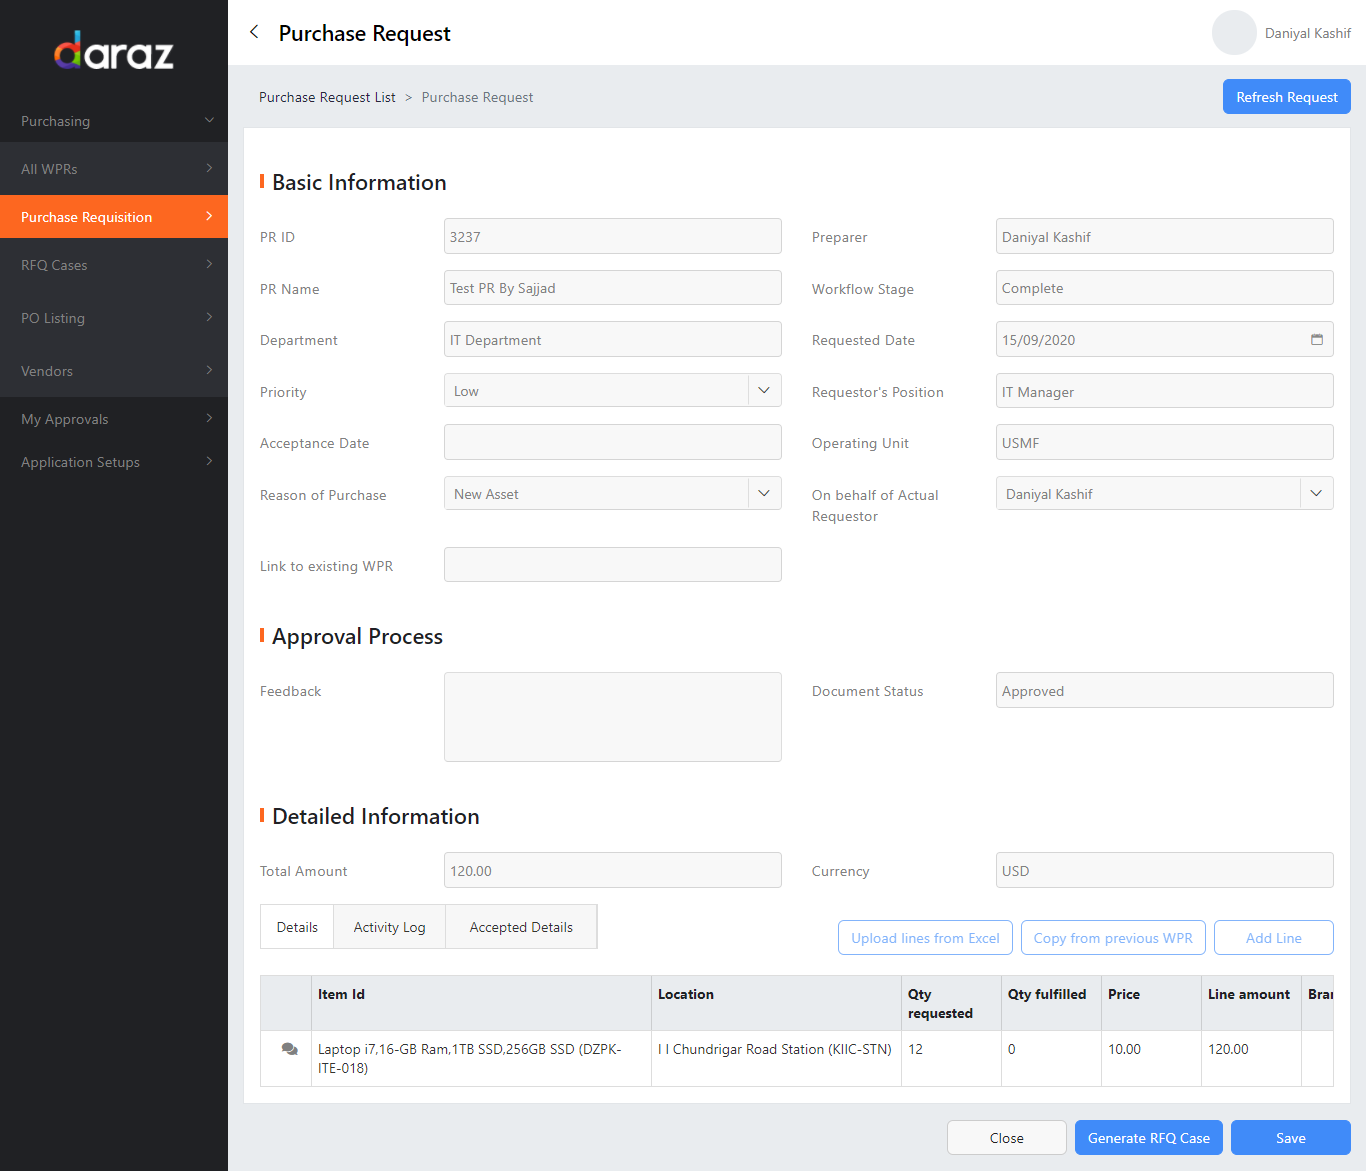 daraz
Purchase Request
Daniyal Kashif
Purchasing
All WPRs
Purchase Requisition
RFQ Cases
PO Listing
Vendors
My Approvals
Application Setups
Purchase Request List > Purchase Request
Refresh Request
Basic Information
PR ID
3237
Preparer
Daniyal Kashif
PR Name
Test PR By Sajjad
Workflow Stage
Complete
Department
IT Department
Requested Date
15/09/2020
Priority
Low
Requestor's Position
IT Manager
Acceptance Date
Operating Unit
USMF
Reason of Purchase
New Asset
On behalf of Actual
Requestor
Daniyal Kashif
Link to existing WPR
Approval Process
Feedback
Document Status
Approved
Detailed Information
Total Amount
120.00
Currency
USD
Details
Activity Log
Accepted Details
Upload lines from Excel
Copy from previous WPR
Add Line
Item Id
Location
Qty
requested
Qty fulfilled
Price
Line amount
Laptop i7,16-GB Ram,1TB SSD,256GB SSD (DZPK-
ITE-018)
I I Chundrigar Road Station (KIIC-STN)
12
0
10.00
120.00
Close
Generate RFQ Case
Save